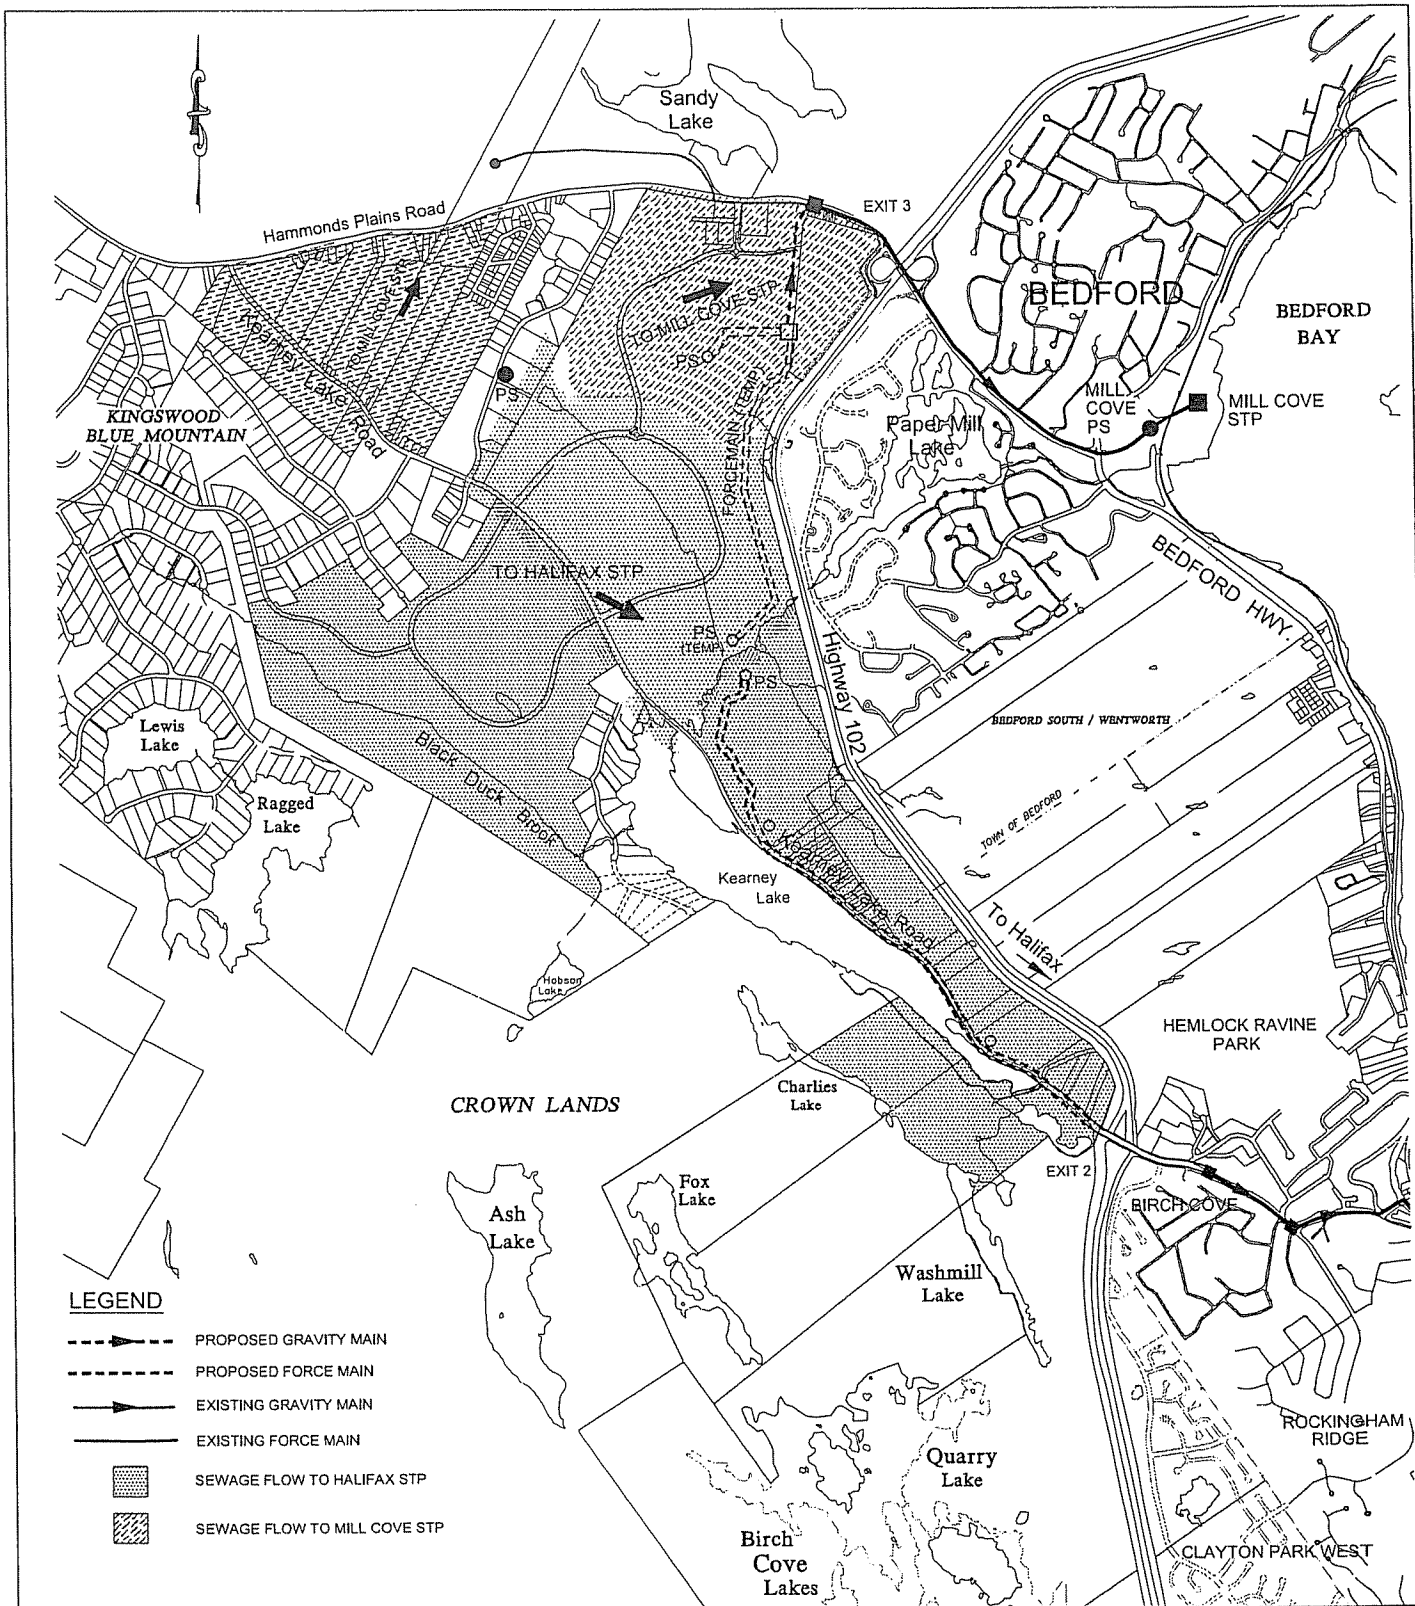 Sandy
Lake
EXIT 3
Hammonds Plains Road
BEDFORD
BEDFORD
BAY
TO MILL COVE STP
TO MILL COVE STP
PS
PS
Kearney Lake Road
KINGSWOOD
BLUE MOUNTAIN
MILL
COVE
PS
MILL COVE
STP
Paper Mill
Lake
FORCEMAIN (TEMP)
BEDFORD HWY.
TO HALIFAX STP
PS
(TEMP)
PS
Highway 102
BEDFORD SOUTH / WENTWORTH
Lewis
Lake
Black Duck Brook
Ragged
Lake
TOWN OF BEDFORD
Kearney Lake Road
Kearney
Lake
To Halifax
Hobson
Lake
HEMLOCK RAVINE
PARK
Charlies
Lake
CROWN LANDS
EXIT 2
Fox
Lake
Ash
Lake
BIRCH COVE
Washmill
Lake
LEGEND
PROPOSED GRAVITY MAIN
PROPOSED FORCE MAIN
EXISTING GRAVITY MAIN
EXISTING FORCE MAIN
SEWAGE FLOW TO HALIFAX STP
SEWAGE FLOW TO MILL COVE STP
ROCKINGHAM
RIDGE
Quarry
Lake
Birch
Cove
Lakes
CLAYTON PARK WEST